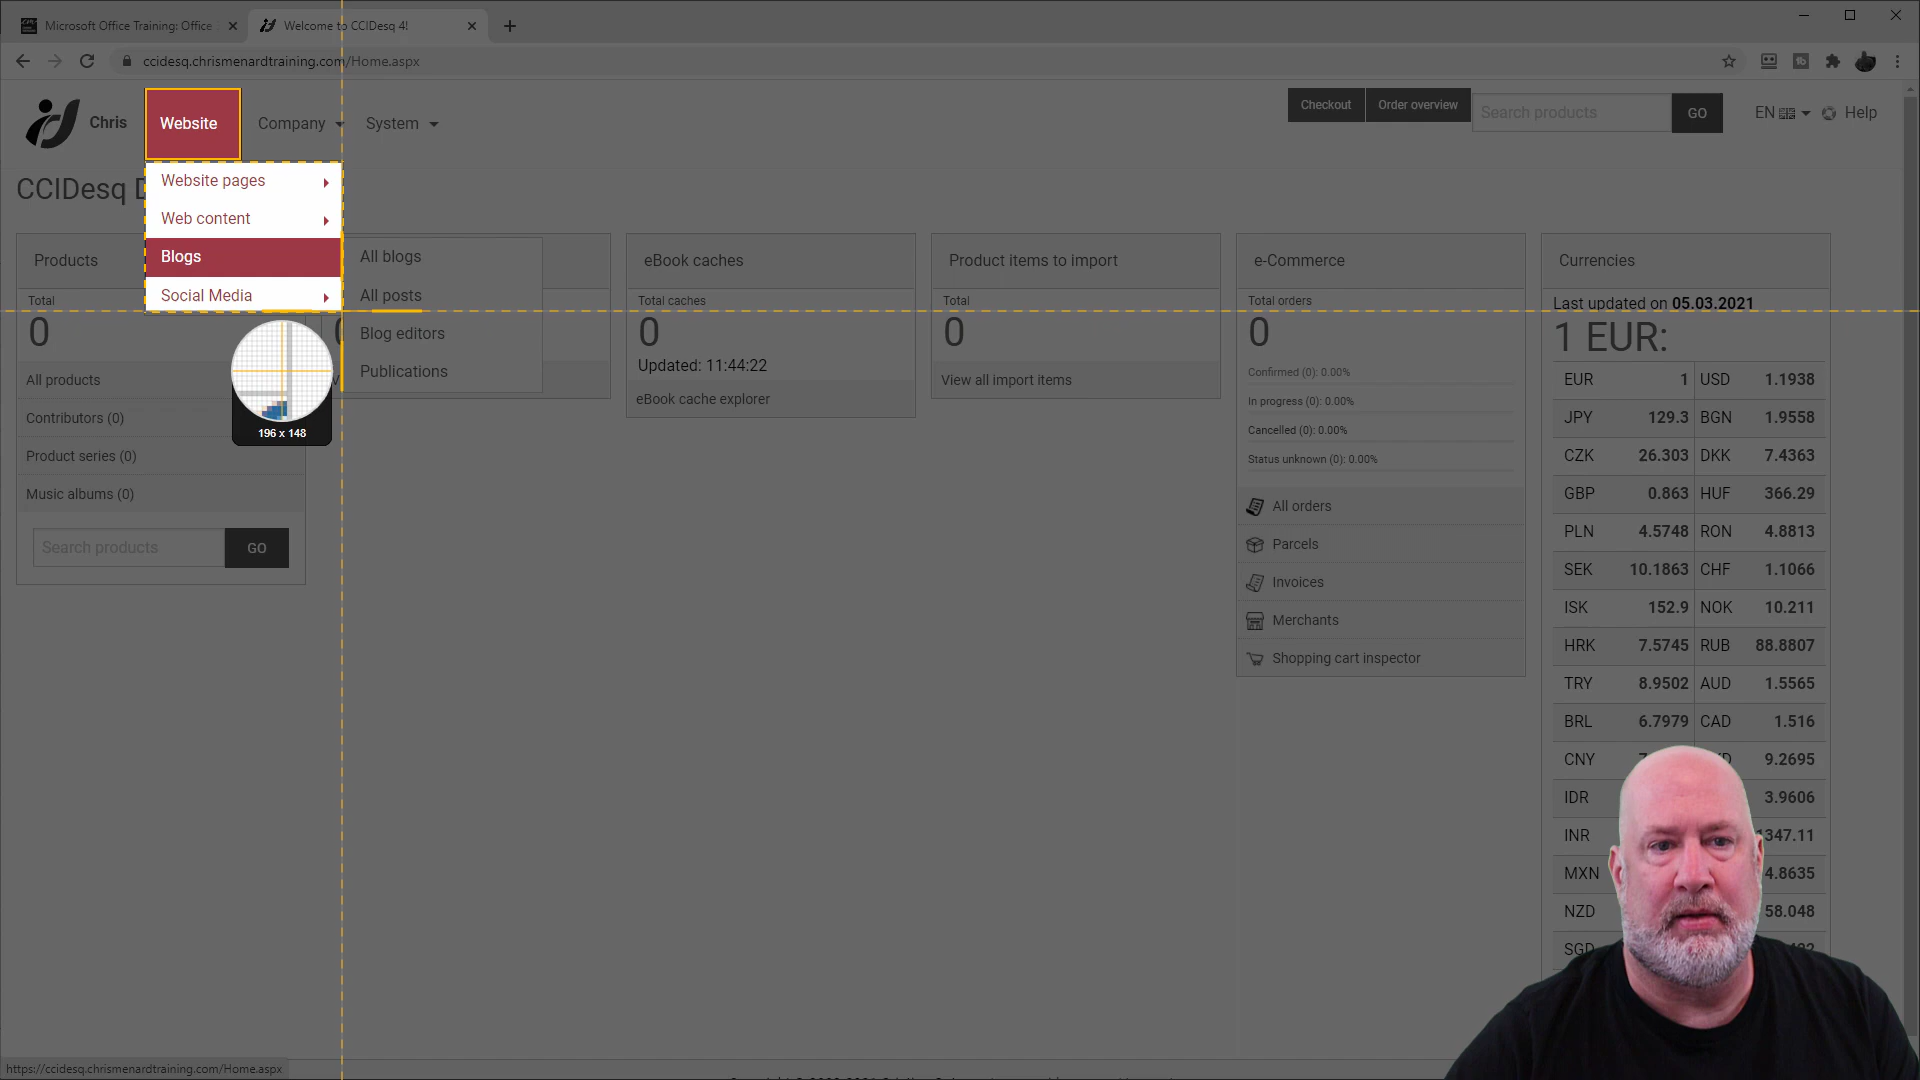 Microsoft Office Training: Office
Welcome to CCIDesq 4!
ccidesq.chrismenardtraining.com/Home.aspx
Chris
Website
Company
System
Checkout
Order overview
Search products
GO
EN
Help
CCIDesq
Website pages
Web content
Blogs
Social Media
All blogs
All posts
Blog editors
Publications
Products
Total
0
All products
Contributors (0)
Product series (0)
Music albums (0)
Search products
GO
196 x 148
eBook caches
Total caches
0
Updated: 11:44:22
eBook cache explorer
Product items to import
Total
0
View all import items
e-Commerce
Total orders
0
Confirmed (0): 0.00%
In progress (0): 0.00%
Cancelled (0): 0.00%
Status unknown (0): 0.00%
All orders
Parcels
Invoices
Merchants
Shopping cart inspector
Currencies
Last updated on 05.03.2021
1 EUR:
EUR 1 USD 1.1938
JPY 129.3 BGN 1.9558
CZK 26.303 DKK 7.4363
GBP 0.863 HUF 366.29
PLN 4.5748 RON 4.8813
SEK 10.1863 CHF 1.1066
ISK 152.9 NOK 10.211
HRK 7.5745 RUB 88.8807
TRY 8.9502 AUD 1.5565
BRL 6.7979 CAD 1.516
CNY 9.2695
IDR 3.9606
INR 1347.11
MXN 4.8635
NZD 58.048
SGD
https://ccidesq.chrismenardtraining.com/Home.aspx